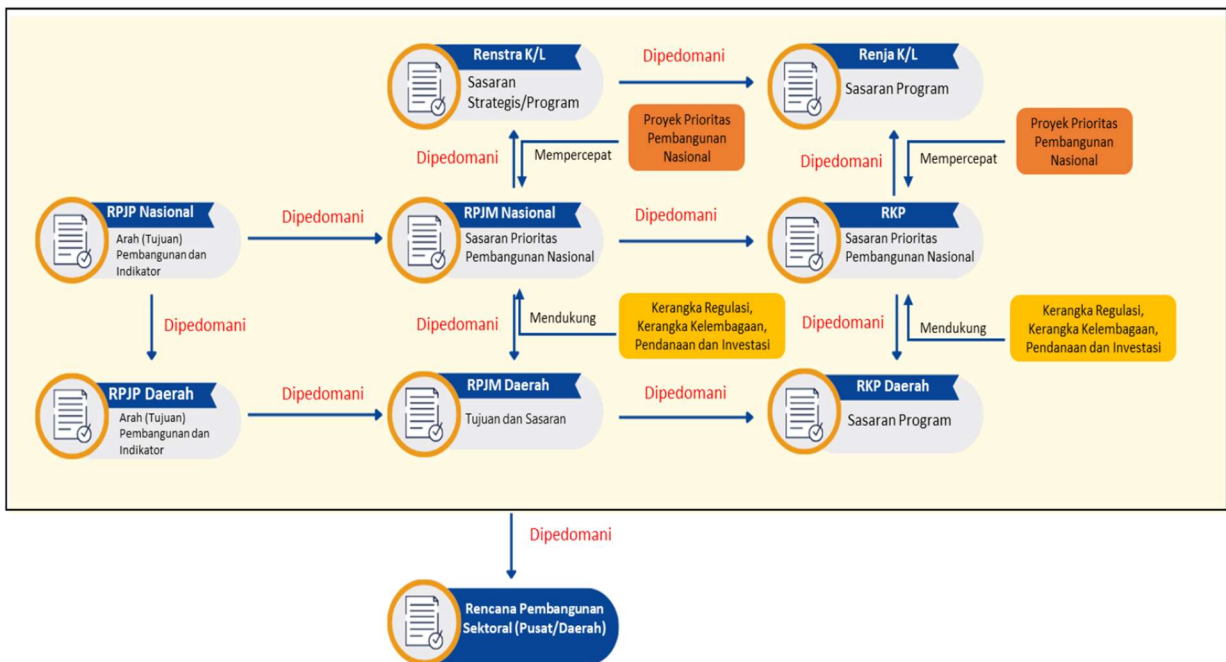 Renstra K/L
Sasaran
Strategis/Program
Dipedomani
Renja K/L
Sasaran Program
Dipedomani
Mempercepat
Proyek Prioritas
Pembangunan
Nasional
Dipedomani
Mempercepat
Proyek Prioritas
Pembangunan
Nasional
RPJP Nasional
Arah (Tujuan)
Pembangunan dan
Indikator
Dipedomani
RPJM Nasional
Sasaran Prioritas
Pembangunan Nasional
Dipedomani
RKP
Sasaran Prioritas
Pembangunan Nasional
Dipedomani
Dipedomani
Mendukung
Kerangka Regulasi,
Kerangka Kelembagaan,
Pendanaan dan Investasi
Dipedomani
Mendukung
Kerangka Regulasi,
Kerangka Kelembagaan,
Pendanaan dan Investasi
RPJP Daerah
Arah (Tujuan)
Pembangunan dan
Indikator
Dipedomani
RPJM Daerah
Tujuan dan Sasaran
Dipedomani
RKP Daerah
Sasaran Program
Dipedomani
Rencana Pembangunan
Sektoral (Pusat/Daerah)